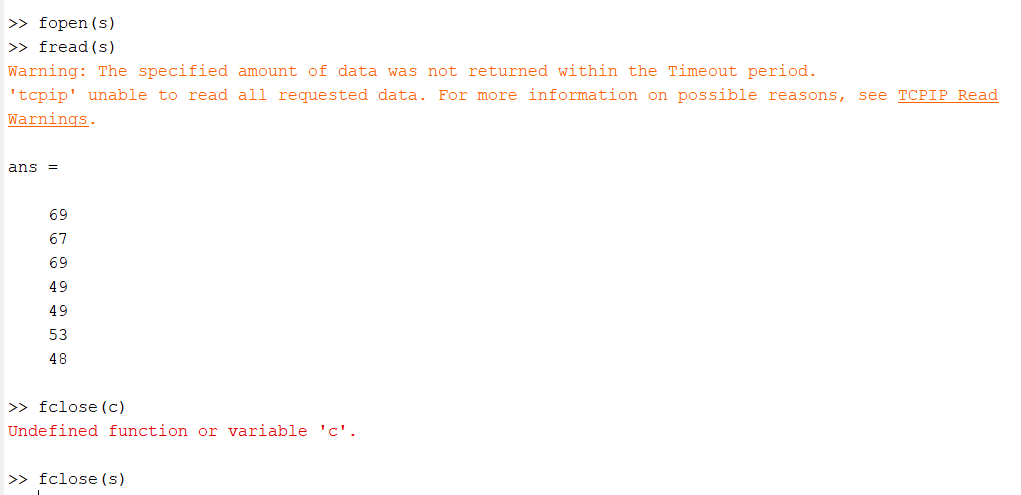 >> fopen(s)
>> fread(s)
Warning: The specified amount of data was not returned within the Timeout period.
'tcpip' unable to read all requested data. For more information on possible reasons, see TCPIP Read
Warnings.
ans =
69
67
69
49
49
53
48
>> fclose(c)
Undefined function or variable 'c'.
>> fclose(s)